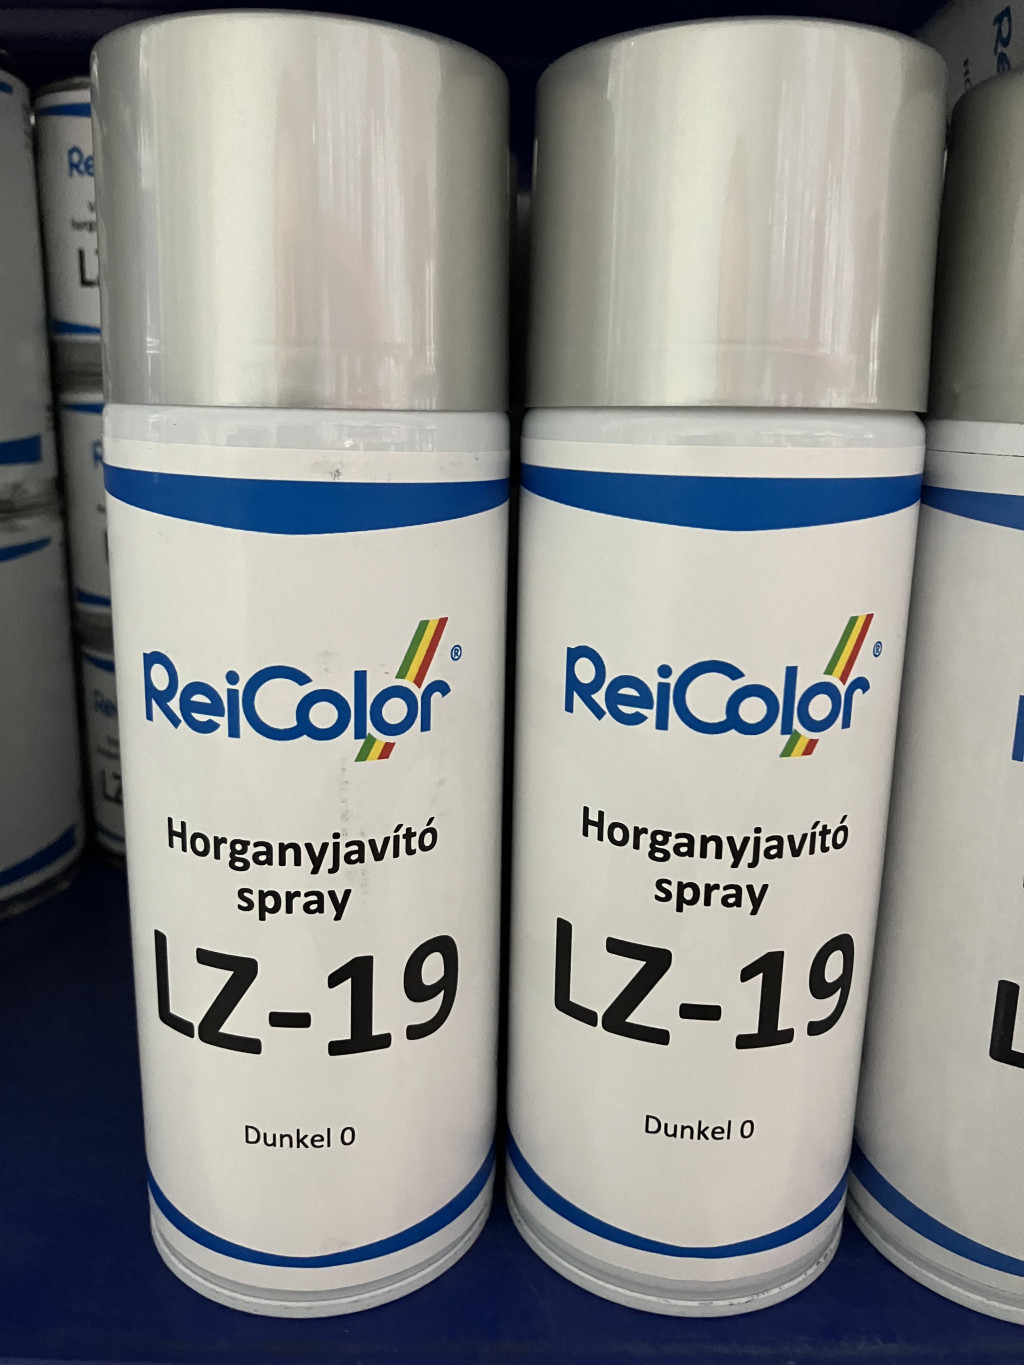 ReiColor®
Horganyjavító
spray
LZ-19
Dunkel 0
ReiColor®
Horganyjavító
spray
LZ-19
Dunkel 0